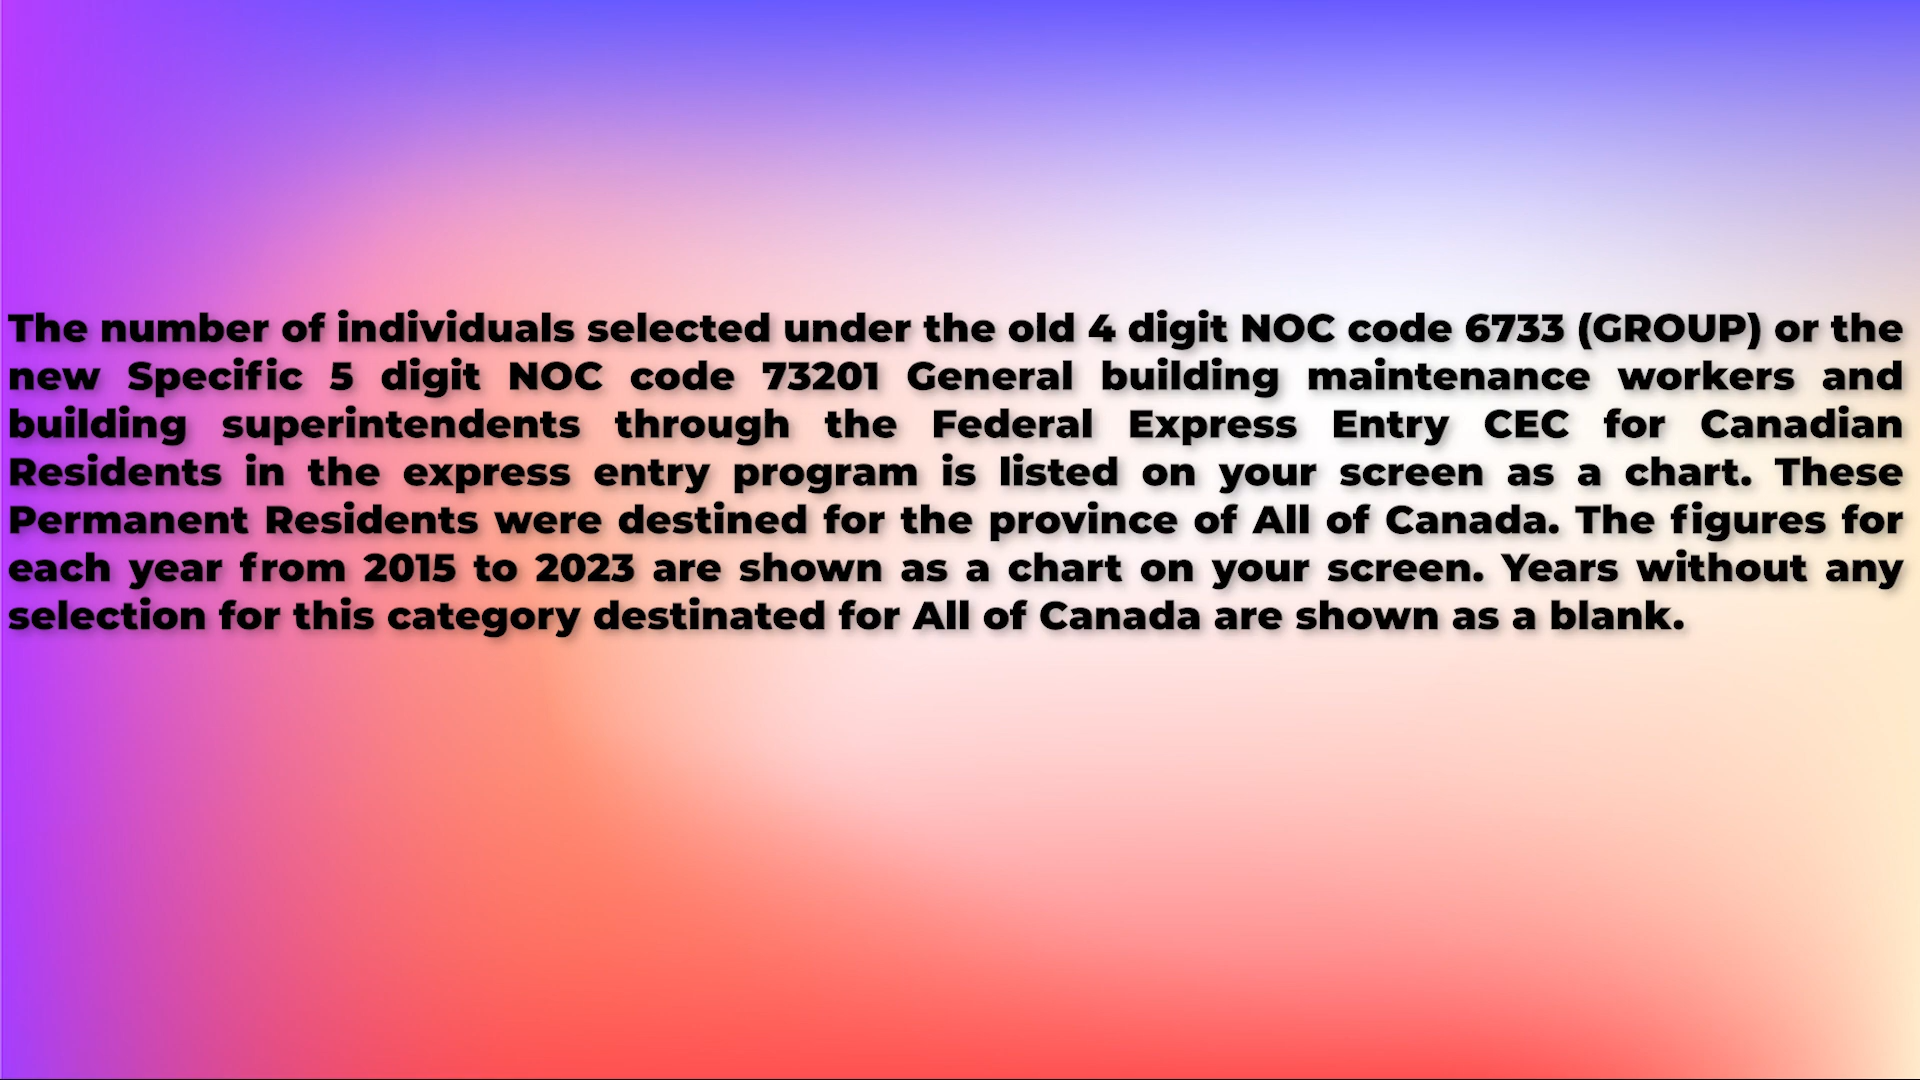 The number of individuals selected under the old 4 digit NOC code 6733 (GROUP) or the
new Specific 5 digit NOC code 73201 General building maintenance workers and
building superintendents through the Federal Express Entry CEC for Canadian
Residents in the express entry program is listed on your screen as a chart. These
Permanent Residents were destined for the province of All of Canada. The figures for
each year from 2015 to 2023 are shown as a chart on your screen. Years without any
selection for this category destinated for All of Canada are shown as a blank.